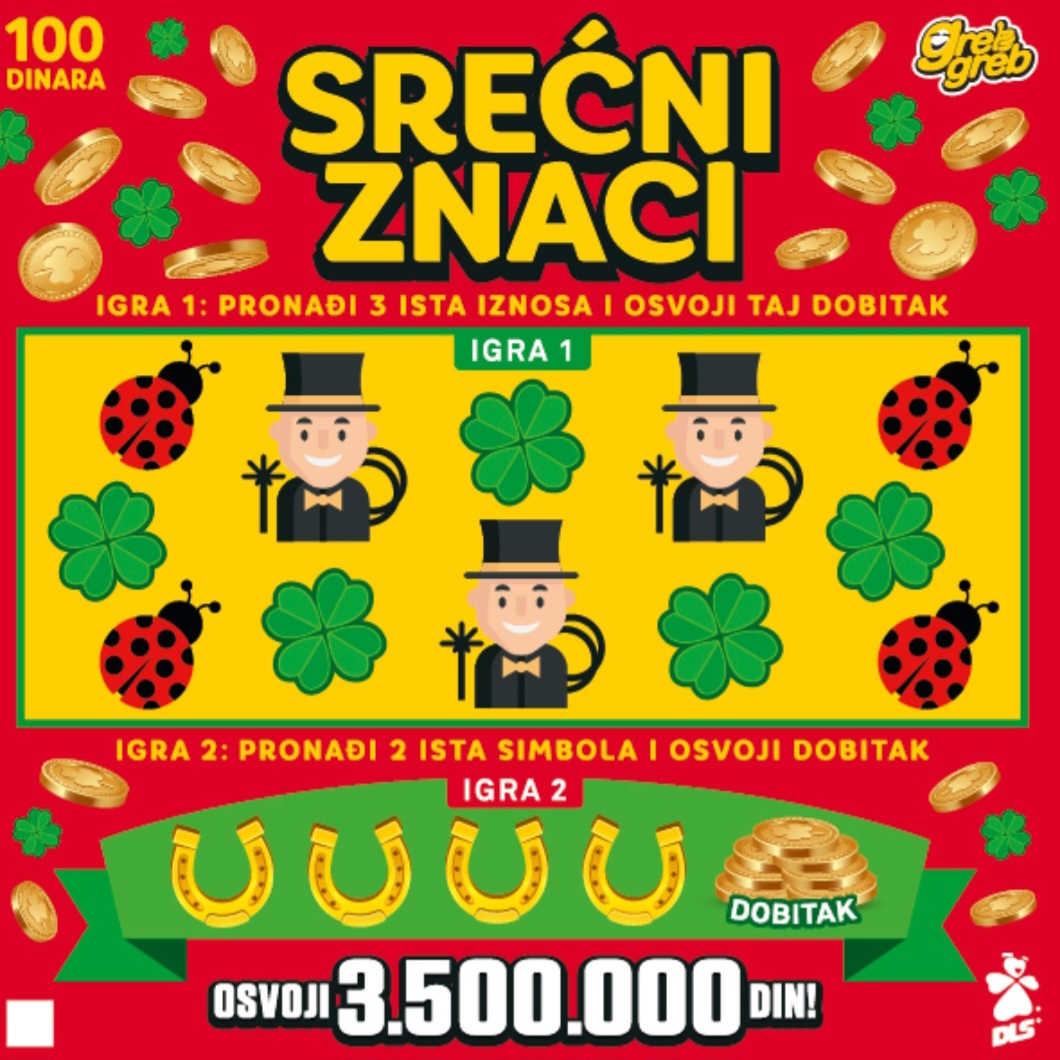 100
DINARA
SREĆNI
ZNACI
greb
greb
IGRA 1: PRONAĐI 3 ISTA IZNOSA I OSVOJI TAJ DOBITAK
IGRA 1
IGRA 2: PRONAĐI 2 ISTA SIMBOLA I OSVOJI DOBITAK
IGRA 2
DOBITAK
OSVOJI 3.500.000 DIN!
DLS